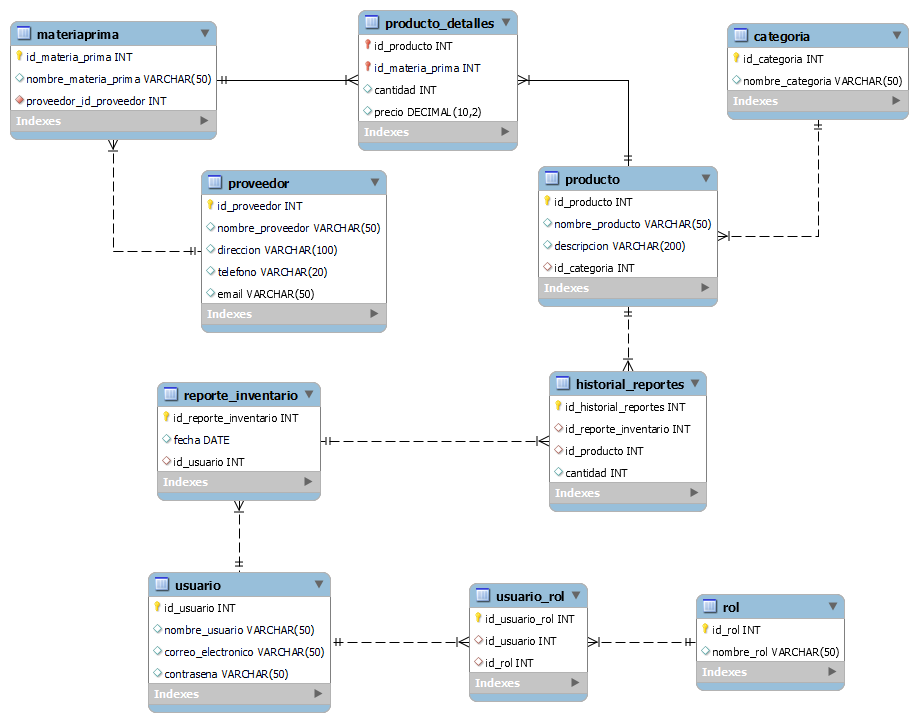 materiaprima
id_materia_prima INT
nombre_materia_prima VARCHAR(50)
proveedor_id_proveedor INT
Indexes
producto_detalles
id_producto INT
id_materia_prima INT
cantidad INT
precio DECIMAL(10,2)
Indexes
categoria
id_categoria INT
nombre_categoria VARCHAR(50)
Indexes
proveedor
id_proveedor INT
nombre_proveedor VARCHAR(50)
direccion VARCHAR(100)
telefono VARCHAR(20)
email VARCHAR(50)
Indexes
producto
id_producto INT
nombre_producto VARCHAR(50)
descripcion VARCHAR(200)
id_categoria INT
Indexes
reporte_inventario
id_reporte_inventario INT
fecha DATE
id_usuario INT
Indexes
historial_reportes
id_historial_reportes INT
id_reporte_inventario INT
id_producto INT
cantidad INT
Indexes
usuario
id_usuario INT
nombre_usuario VARCHAR(50)
correo_electronico VARCHAR(50)
contrasena VARCHAR(50)
Indexes
usuario_rol
id_usuario_rol INT
id_usuario INT
id_rol INT
Indexes
rol
id_rol INT
nombre_rol VARCHAR(50)
Indexes